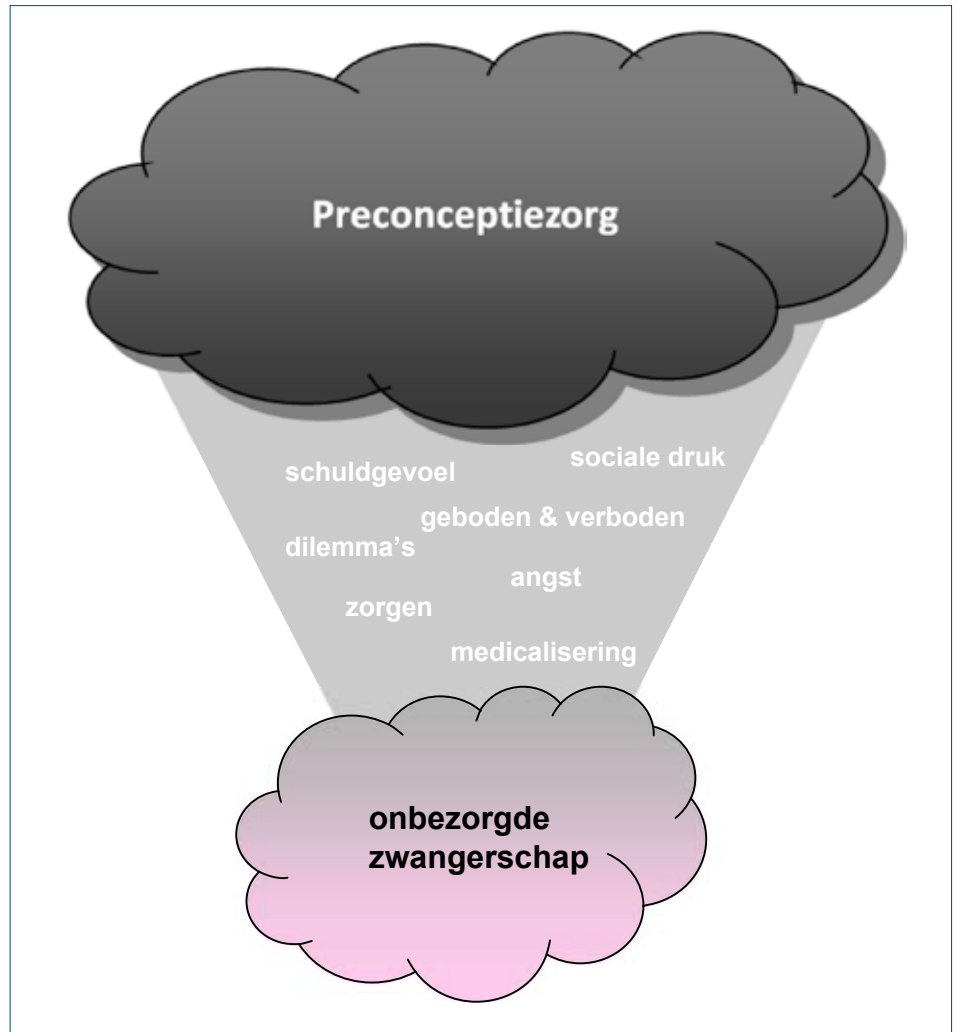 Preconceptiezorg
sociale druk
schuldgevoel
geboden & verboden
dilemma's
angst
zorgen
medicalisering
onbezorgde
zwangerschap